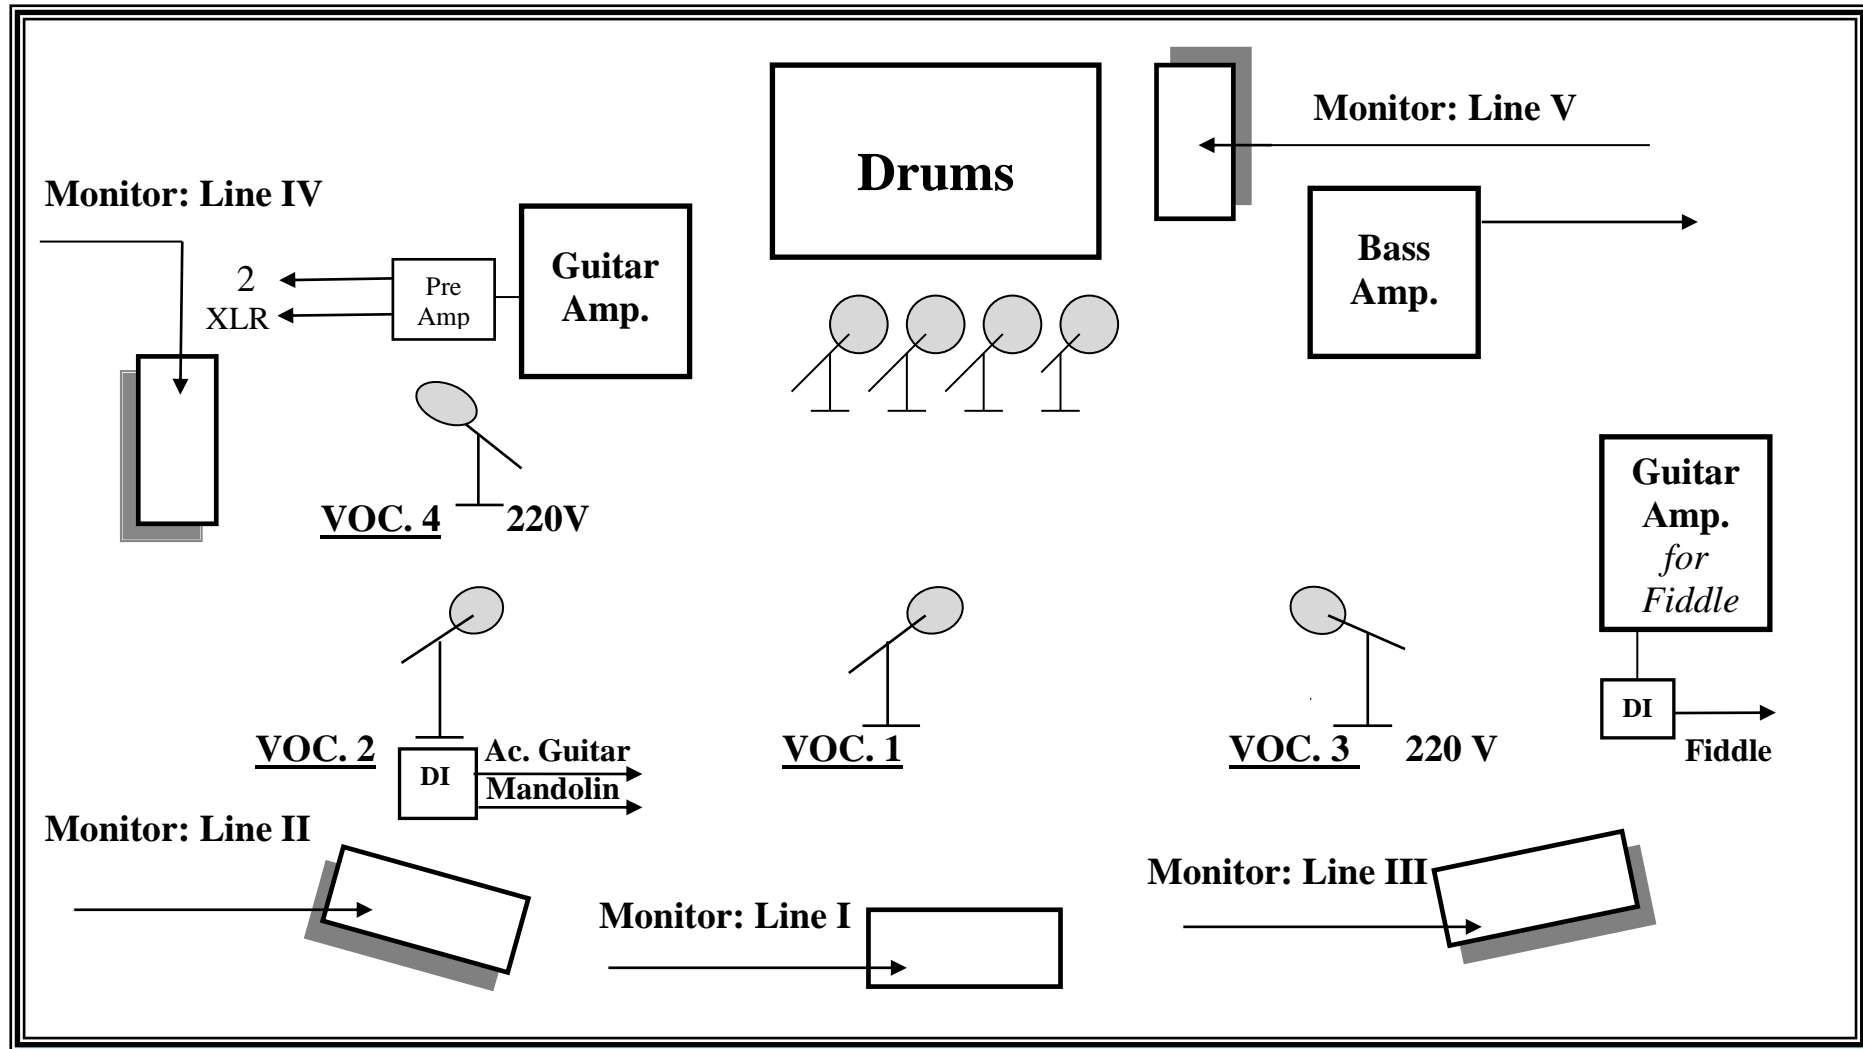 Monitor: Line V
Drums
Monitor: Line IV
Guitar
Amp.
Pre
Amp
2
XLR
Bass
Amp.
VOC. 4
220V
Guitar
Amp.
for
Fiddle
DI
Fiddle
VOC. 2
DI
Ac. Guitar
Mandolin
VOC. 1
VOC. 3
220 V
Monitor: Line II
Monitor: Line I
Monitor: Line III